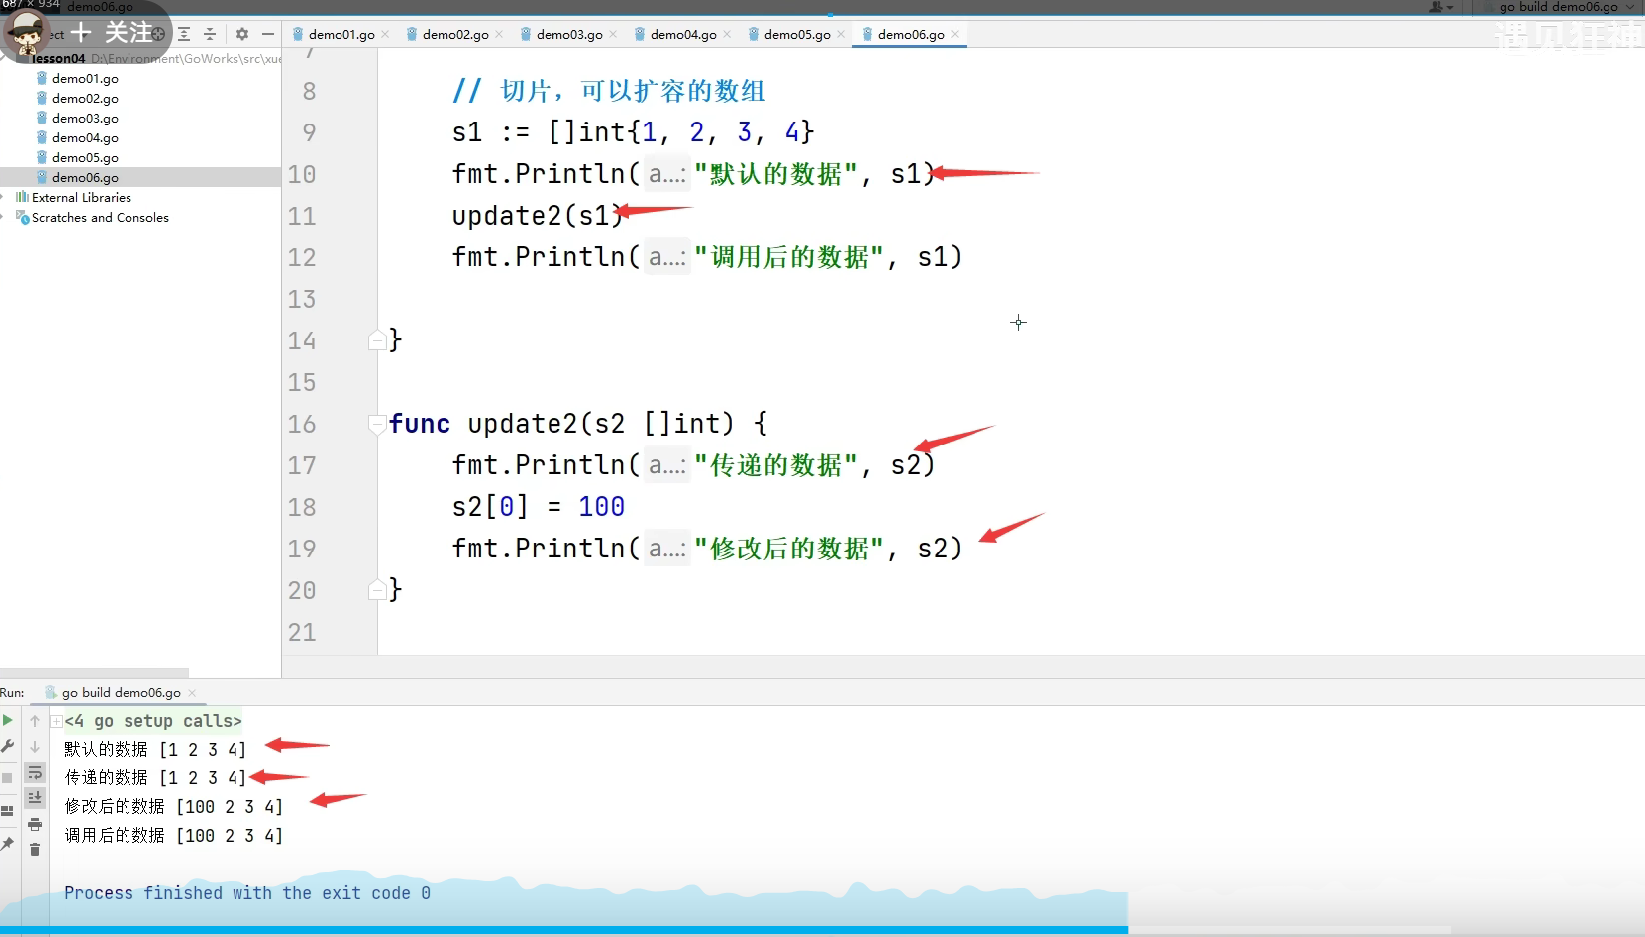 687 × 934 demo06.go
go build demo06.go
遇见狂神
ect + 关注
demo01.go × demo02.go × demo03.go × demo04.go × demo05.go × demo06.go ×
lesson04 D:\Environment\GoWorks\src\xue
demo01.go
demo02.go
demo03.go
demo04.go
demo05.go
demo06.go
External Libraries
Scratches and Consoles
7
8 // 切片，可以扩容的数组
9 s1 := []int{1, 2, 3, 4}
10 fmt.Println( a...: "默认的数据", s1)
11 update2(s1)
12 fmt.Println( a...: "调用后的数据", s1)
13
14 }
15
16 func update2(s2 []int) {
17 fmt.Println( a...: "传递的数据", s2)
18 s2[0] = 100
19 fmt.Println( a...: "修改后的数据", s2)
20 }
21
Run: go build demo06.go ×
<4 go setup calls>
默认的数据 [1 2 3 4]
传递的数据 [1 2 3 4]
修改后的数据 [100 2 3 4]
调用后的数据 [100 2 3 4]
Process finished with the exit code 0